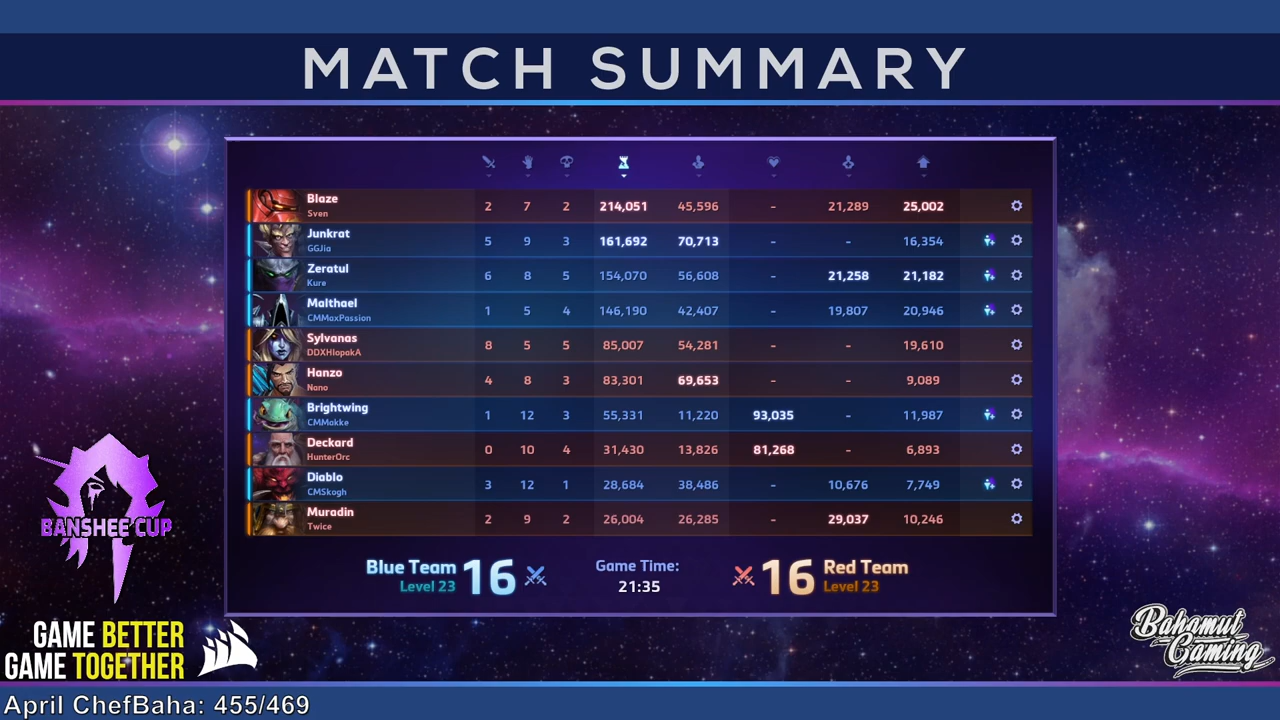 MATCH SUMMARY
Blaze
Sven
2 7 2 214,051 45,596 - 21,289 25,002
Junkrat
GGJia
5 9 3 161,692 70,713 - - 16,354
Zeratul
Kure
6 8 5 154,070 56,608 - 21,258 21,182
Malthael
CMMaxPassion
1 5 4 146,190 42,407 - 19,807 20,946
Sylvanas
DDXHlopakA
8 5 5 85,007 54,281 - - 19,610
Hanzo
Nano
4 8 3 83,301 69,653 - - 9,089
Brightwing
CMMakke
1 12 3 55,331 11,220 93,035 - 11,987
Deckard
HunterOrc
0 10 4 31,430 13,826 81,268 - 6,893
Diablo
CMSkogh
3 12 1 28,684 38,486 - 10,676 7,749
Muradin
Twice
2 9 2 26,004 26,285 - 29,037 10,246
Blue Team 16
Level 23
Game Time:
21:35
16 Red Team
Level 23
BANSHEE CUP
GAME BETTER
GAME TOGETHER
Bahamut
Gaming
April ChefBaha: 455/469